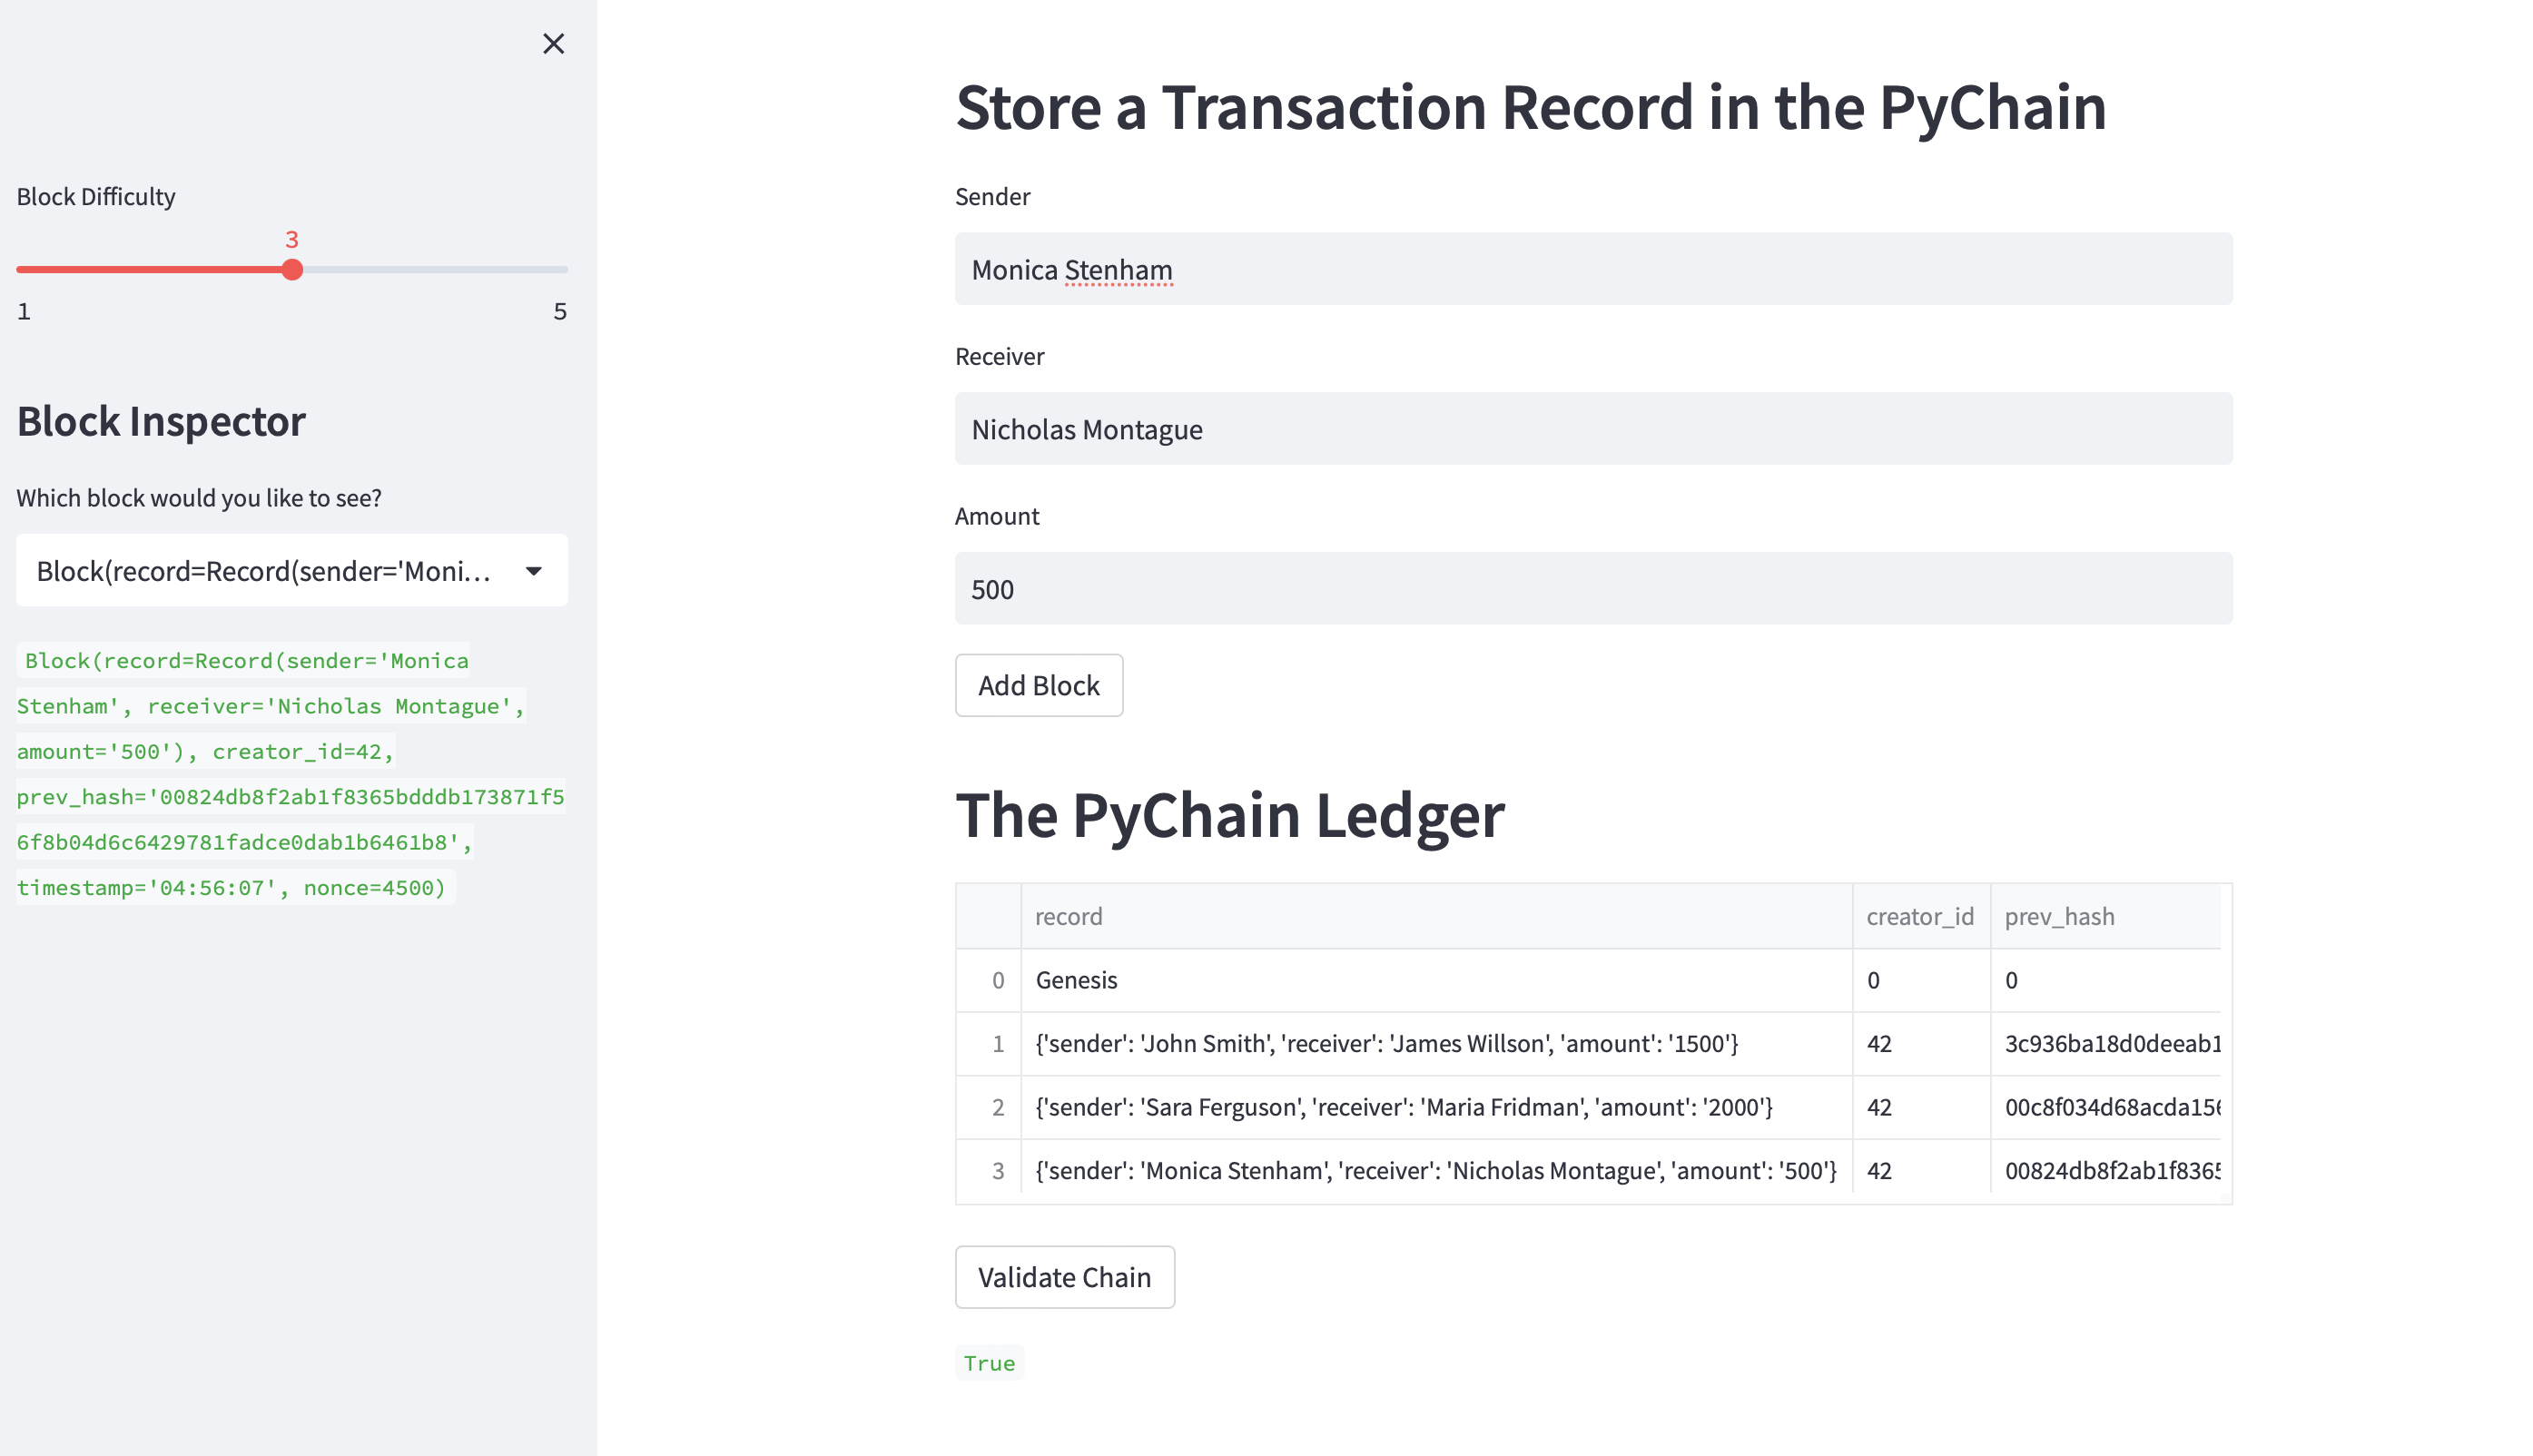 Block Difficulty
3
1 5
Block Inspector
Which block would you like to see?
Block(record=Record(sender='Moni...
Block(record=Record(sender='Monica
Stenham', receiver='Nicholas Montague',
amount='500'), creator_id=42,
prev_hash='00824db8f2ab1f8365bdddb173871f5
6f8b04d6c6429781fadce0dab1b6461b8',
timestamp='04:56:07', nonce=4500)
Store a Transaction Record in the PyChain
Sender
Monica Stenham
Receiver
Nicholas Montague
Amount
500
Add Block
The PyChain Ledger
record creator_id prev_hash
0 Genesis 0 0
1 {'sender': 'John Smith', 'receiver': 'James Willson', 'amount': '1500'} 42 3c936ba18d0deeab1
2 {'sender': 'Sara Ferguson', 'receiver': 'Maria Fridman', 'amount': '2000'} 42 00c8f034d68acda156
3 {'sender': 'Monica Stenham', 'receiver': 'Nicholas Montague', 'amount': '500'} 42 00824db8f2ab1f8365
Validate Chain
True